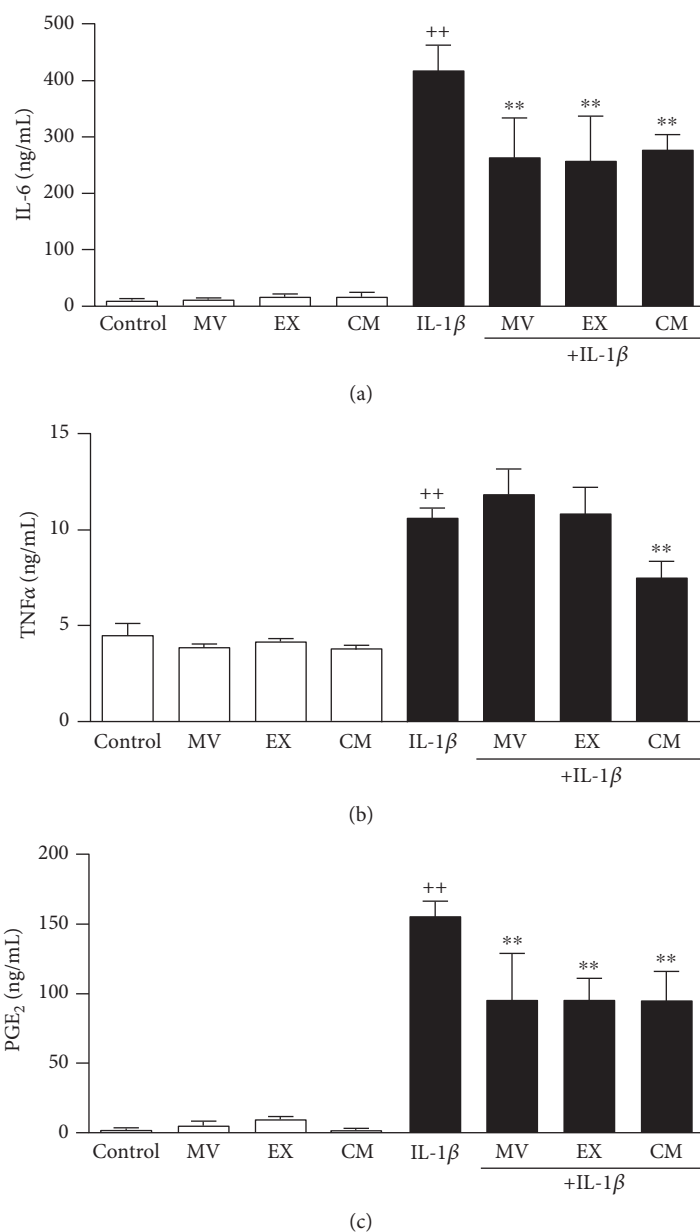 500
400
300
200
100
0
IL-6 (ng/mL)
++
**
**
**
Control MV EX CM IL-1β MV EX CM
+IL-1β
(a)
15
10
5
0
TNFα (ng/mL)
++
**
Control MV EX CM IL-1β MV EX CM
+IL-1β
(b)
200
150
100
50
0
PGE₂ (ng/mL)
++
**
**
**
Control MV EX CM IL-1β MV EX CM
+IL-1β
(c)